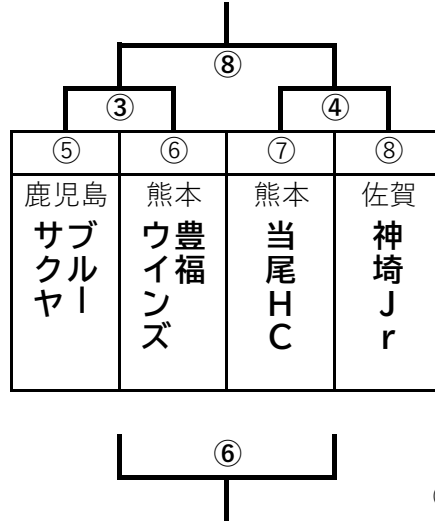 ⑧
③ ④
⑤ ⑥ ⑦ ⑧
鹿児島 熊本 熊本 佐賀
ブルー
サクヤ
豊福
ウインズ
当尾HC
神埼Jr
⑥